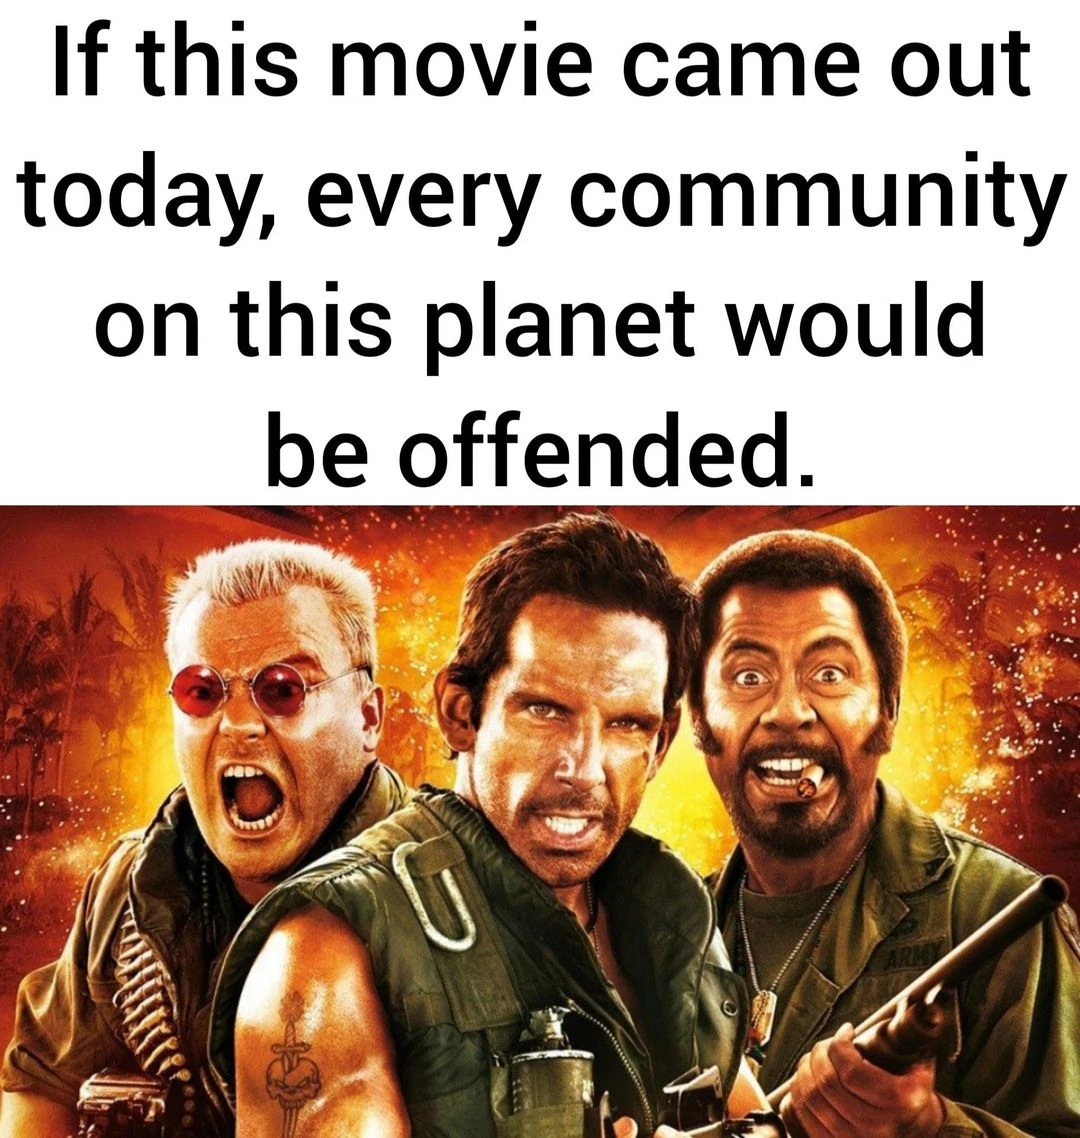 If this movie came out
today, every community
on this planet would
be offended.
ARMY